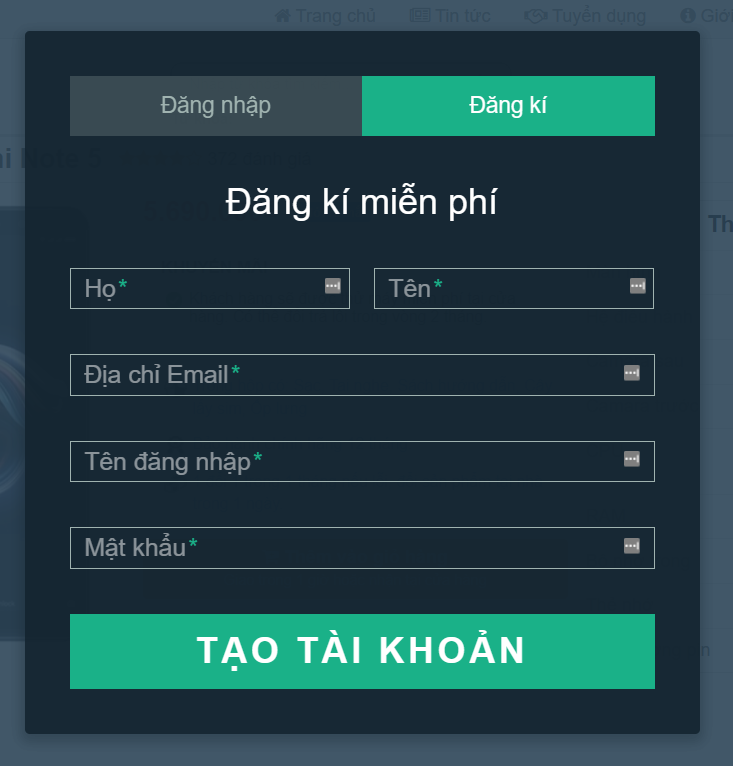 Trang chủ Tin tức Tuyển dụng
Đăng nhập Đăng kí
Đăng kí miễn phí
Họ* Tên*
Địa chỉ Email*
Tên đăng nhập*
Mật khẩu*
TẠO TÀI KHOẢN